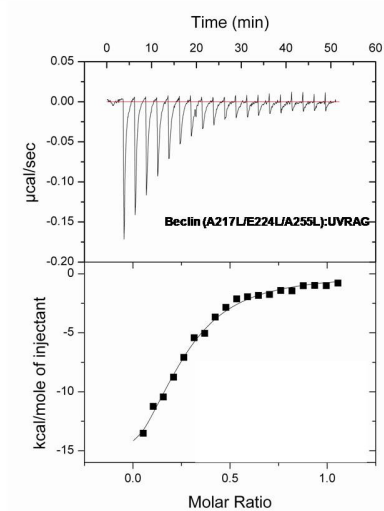 Time (min)
0 10 20 30 40 50 60
0.05
0.00
-0.05
-0.10
-0.15
-0.20
µcal/sec
Beclin (A217L/E224L/A255L):UVRAG
0
-5
-10
-15
kcal/mole of injectant
0.0 0.5 1.0
Molar Ratio